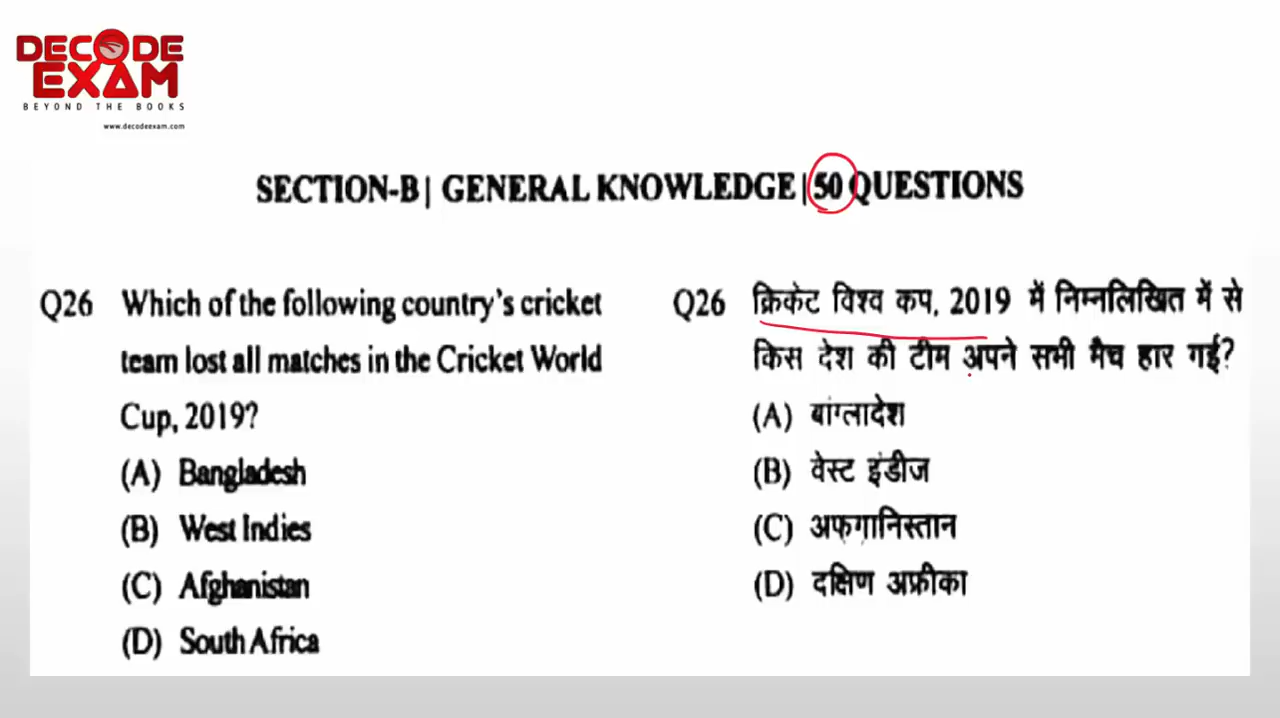 DECODE
EXAM
BEYOND THE BOOKS
www.decodeexam.com
SECTION-B| GENERAL KNOWLEDGE| 50 QUESTIONS
Q26 Which of the following country's cricket
team lost all matches in the Cricket World
Cup, 2019?
(A) Bangladesh
(B) West Indies
(C) Afghanistan
(D) South Africa
Q26 क्रिकेट विश्व कप, 2019 में निम्नलिखित में से
किस देश की टीम अपने सभी मैच हार गई?
(A) बांग्लादेश
(B) वेस्ट इंडीज
(C) अफगानिस्तान
(D) दक्षिण अफ्रीका